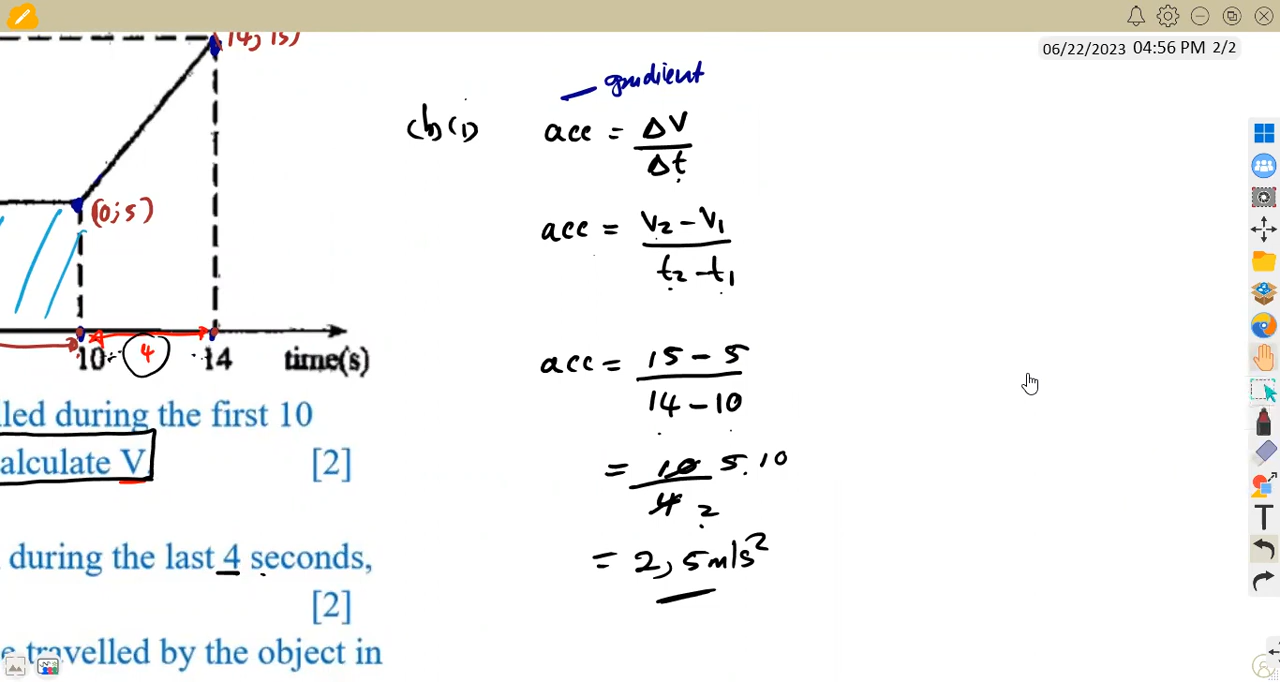 06/22/2023 04:56 PM 2/2
14; 15)
gradient
(b)(i) acc = ΔV
Δt
(10; 5)
acc = V2 - V1
t2 - t1
10 4 14 time(s)
acc = 15 - 5
14 - 10
led during the first 10
alculate V [2]
= 10 5.10
4 2
during the last 4 seconds,
= 2,5m/s²
[2]
e travelled by the object in
T